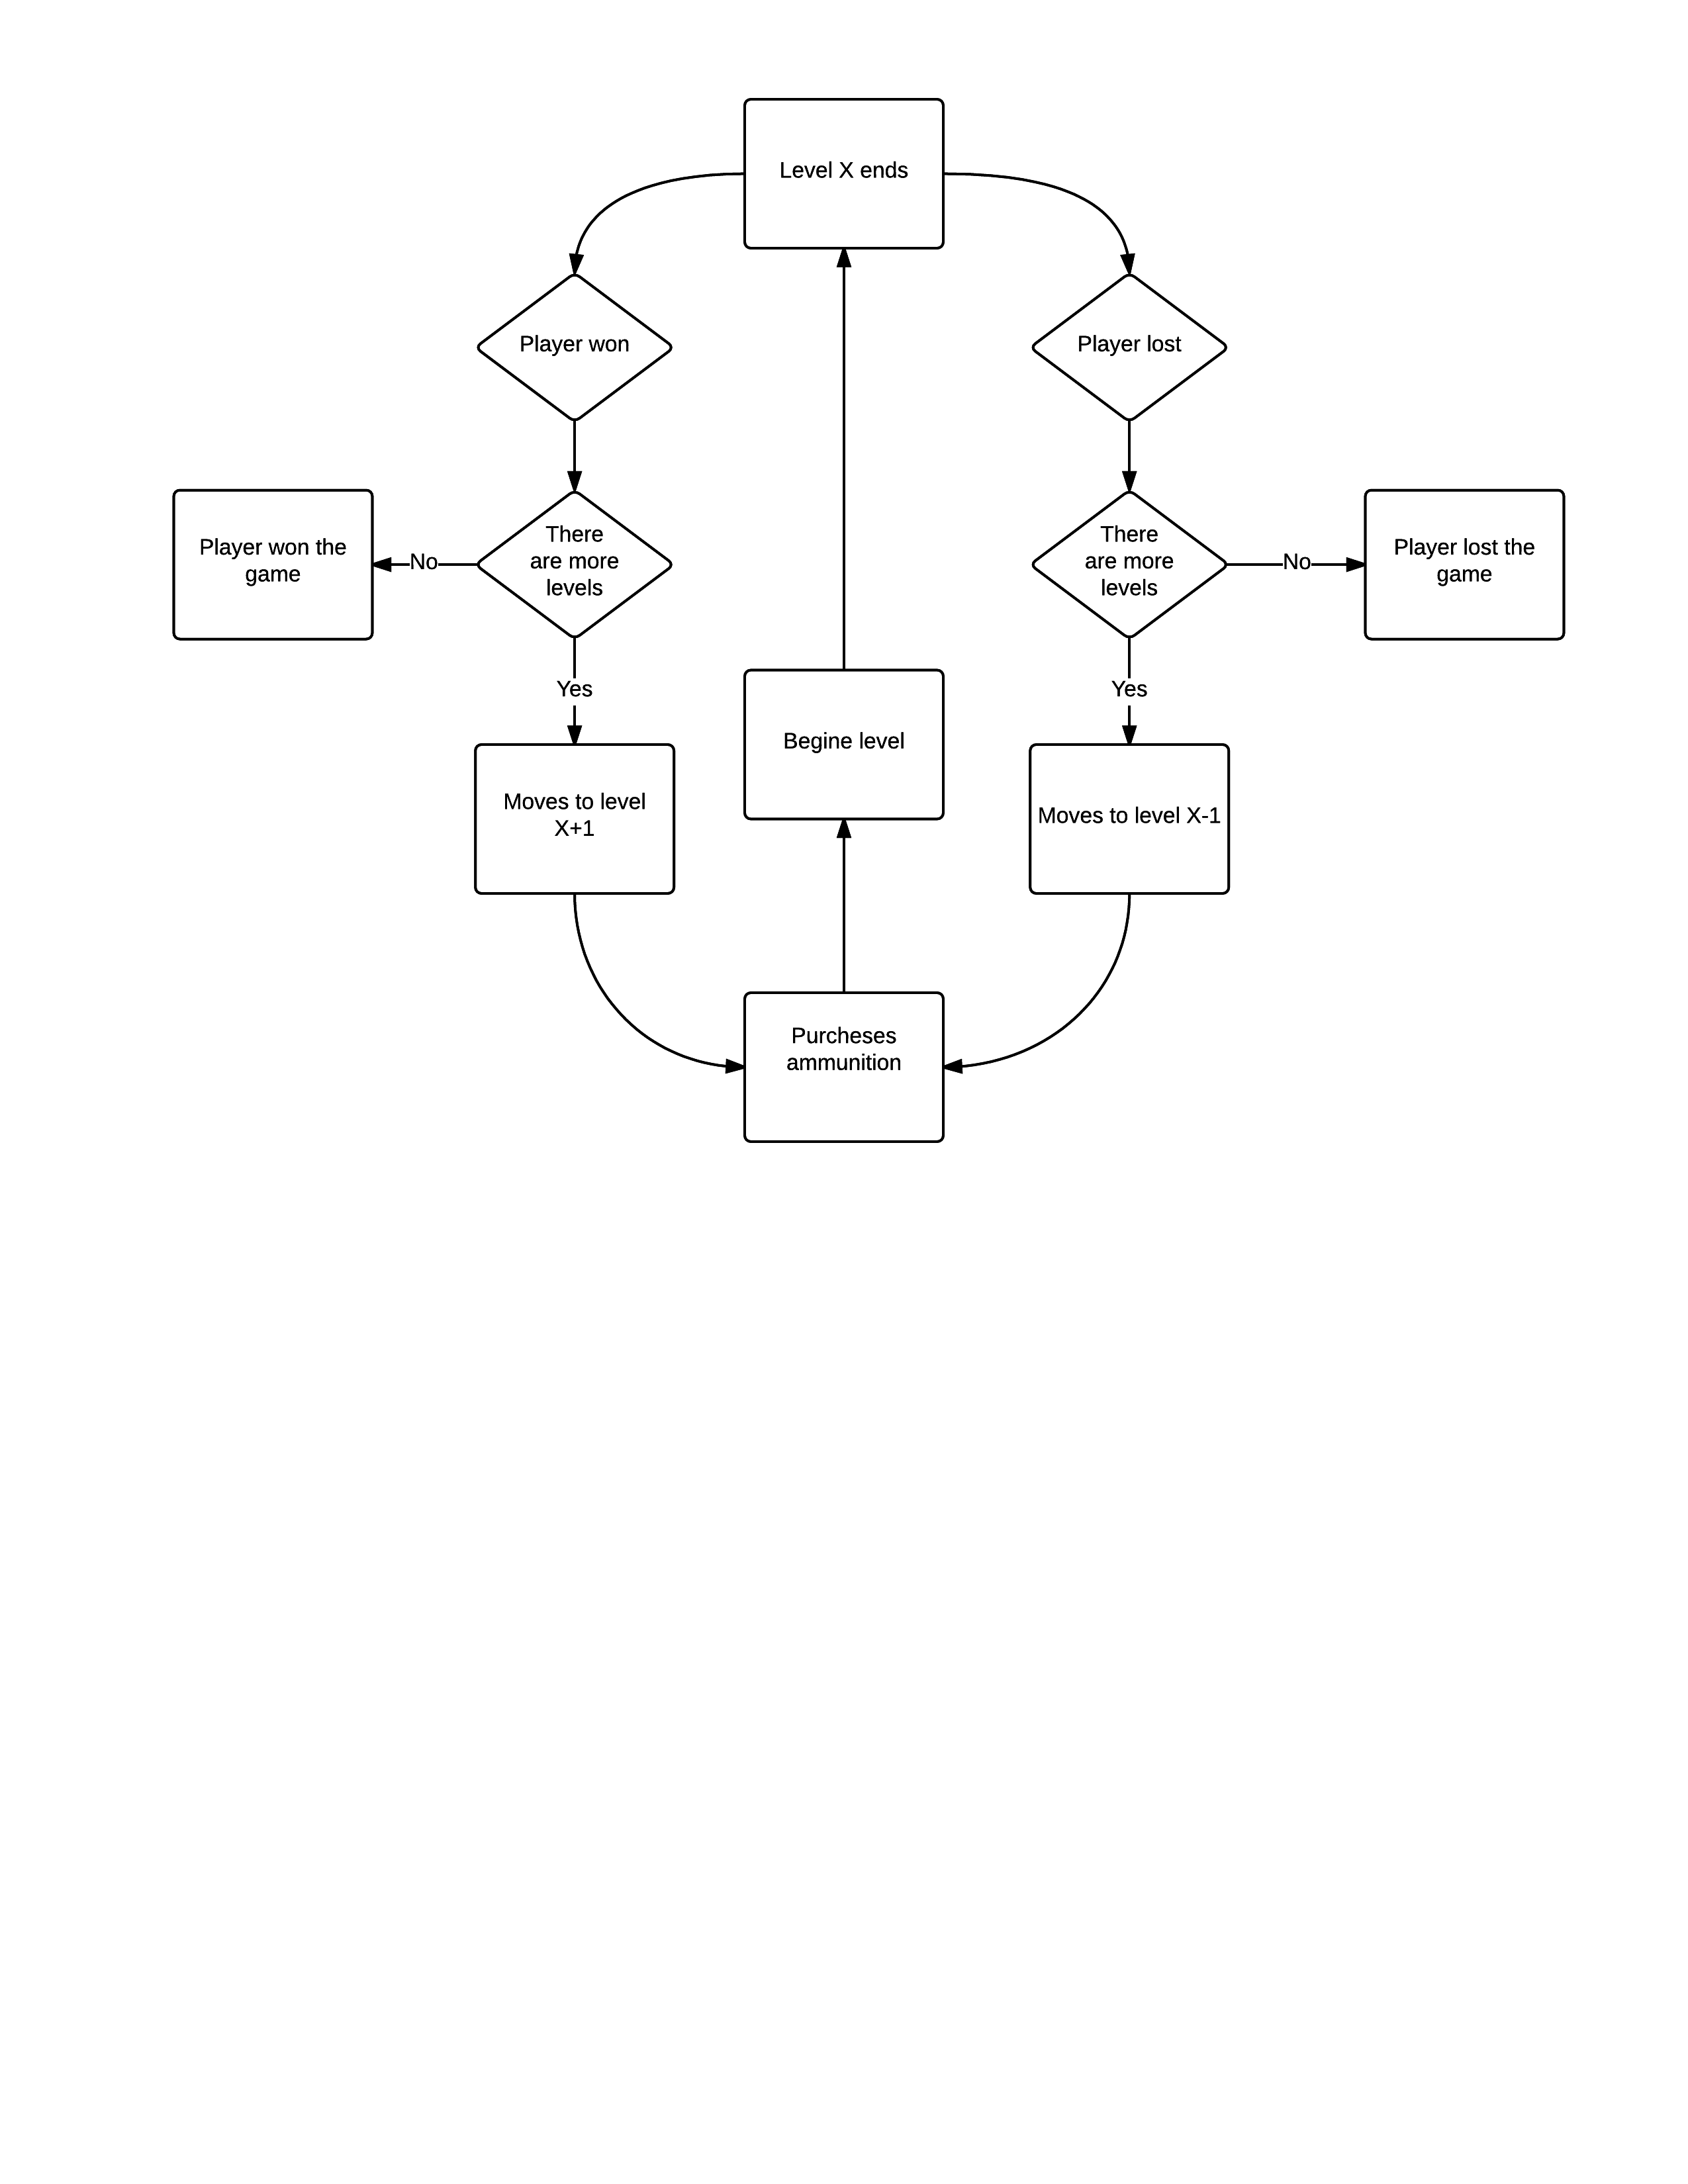 Level X ends
Player won
Player lost
Player won the
game
No
There
are more
levels
There
are more
levels
No
Player lost the
game
Yes
Yes
Begine level
Moves to level
X+1
Moves to level X-1
Purcheses
ammunition